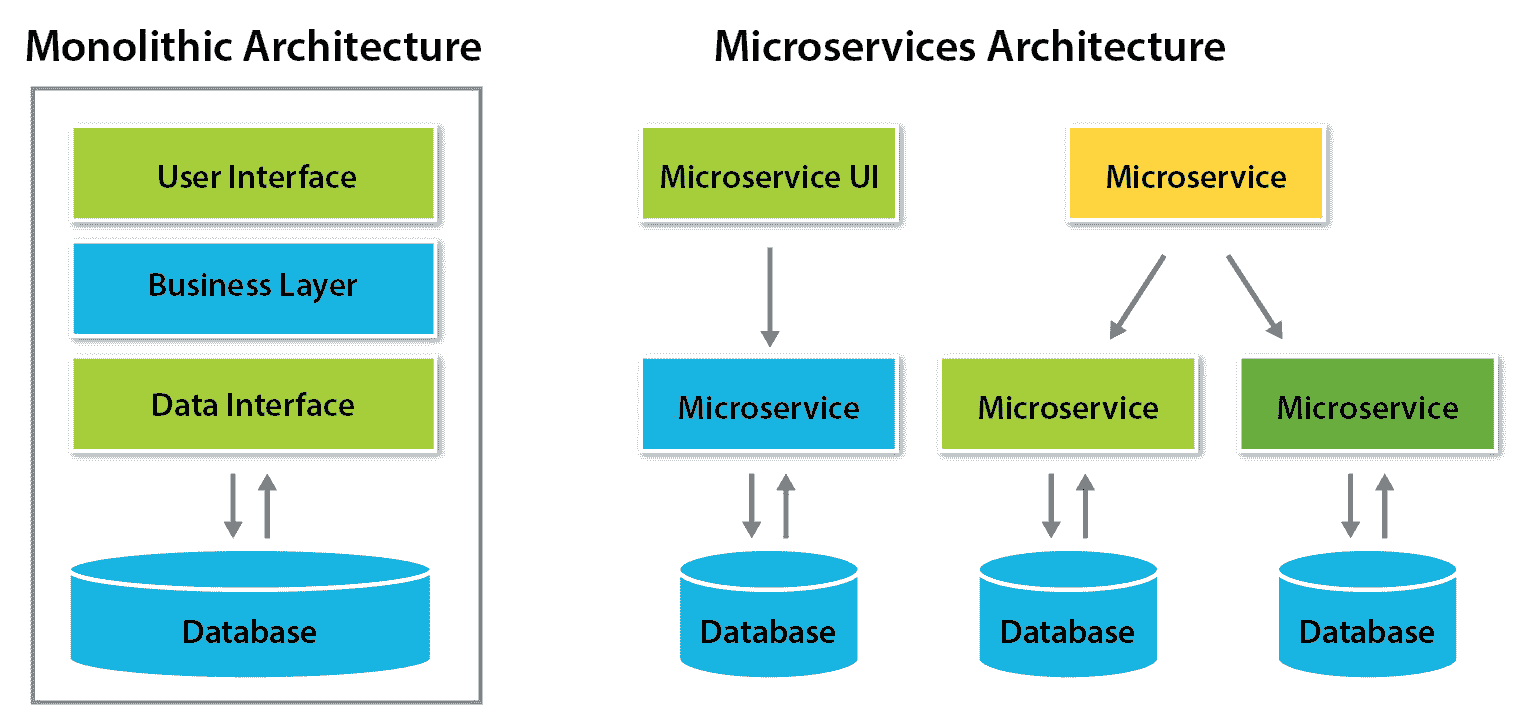 Monolithic Architecture
User Interface
Business Layer
Data Interface
Database
Microservices Architecture
Microservice UI
Microservice
Microservice
Microservice
Microservice
Database
Database
Database